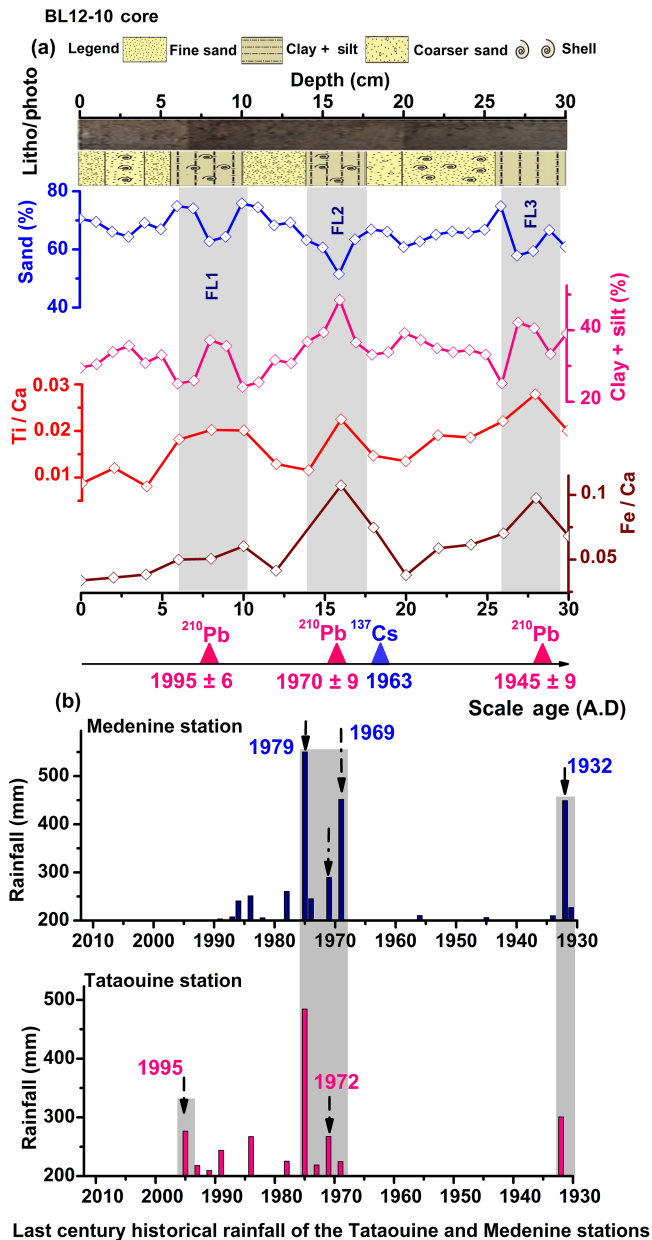 BL12-10 core
(a) Legend Fine sand Clay + silt Coarser sand Shell
Depth (cm)
0 5 10 15 20 25 30
Litho/photo
80
60
40
Sand (%)
FL1
FL2
FL3
40
20
Clay + silt (%)
0.03
0.02
0.01
Ti / Ca
0.1
0.05
Fe / Ca
0 5 10 15 20 25 30
²¹⁰Pb ²¹⁰Pb ¹³⁷Cs ²¹⁰Pb
1995 ± 6 1970 ± 9 1963 1945 ± 9
Scale age (A.D)
(b)
Medenine station
1979
1969
1932
500
400
300
200
Rainfall (mm)
2010 2000 1990 1980 1970 1960 1950 1940 1930
Tataouine station
1995
1972
500
400
300
200
Rainfall (mm)
2010 2000 1990 1980 1970 1960 1950 1940 1930
Last century historical rainfall of the Tataouine and Medenine stations